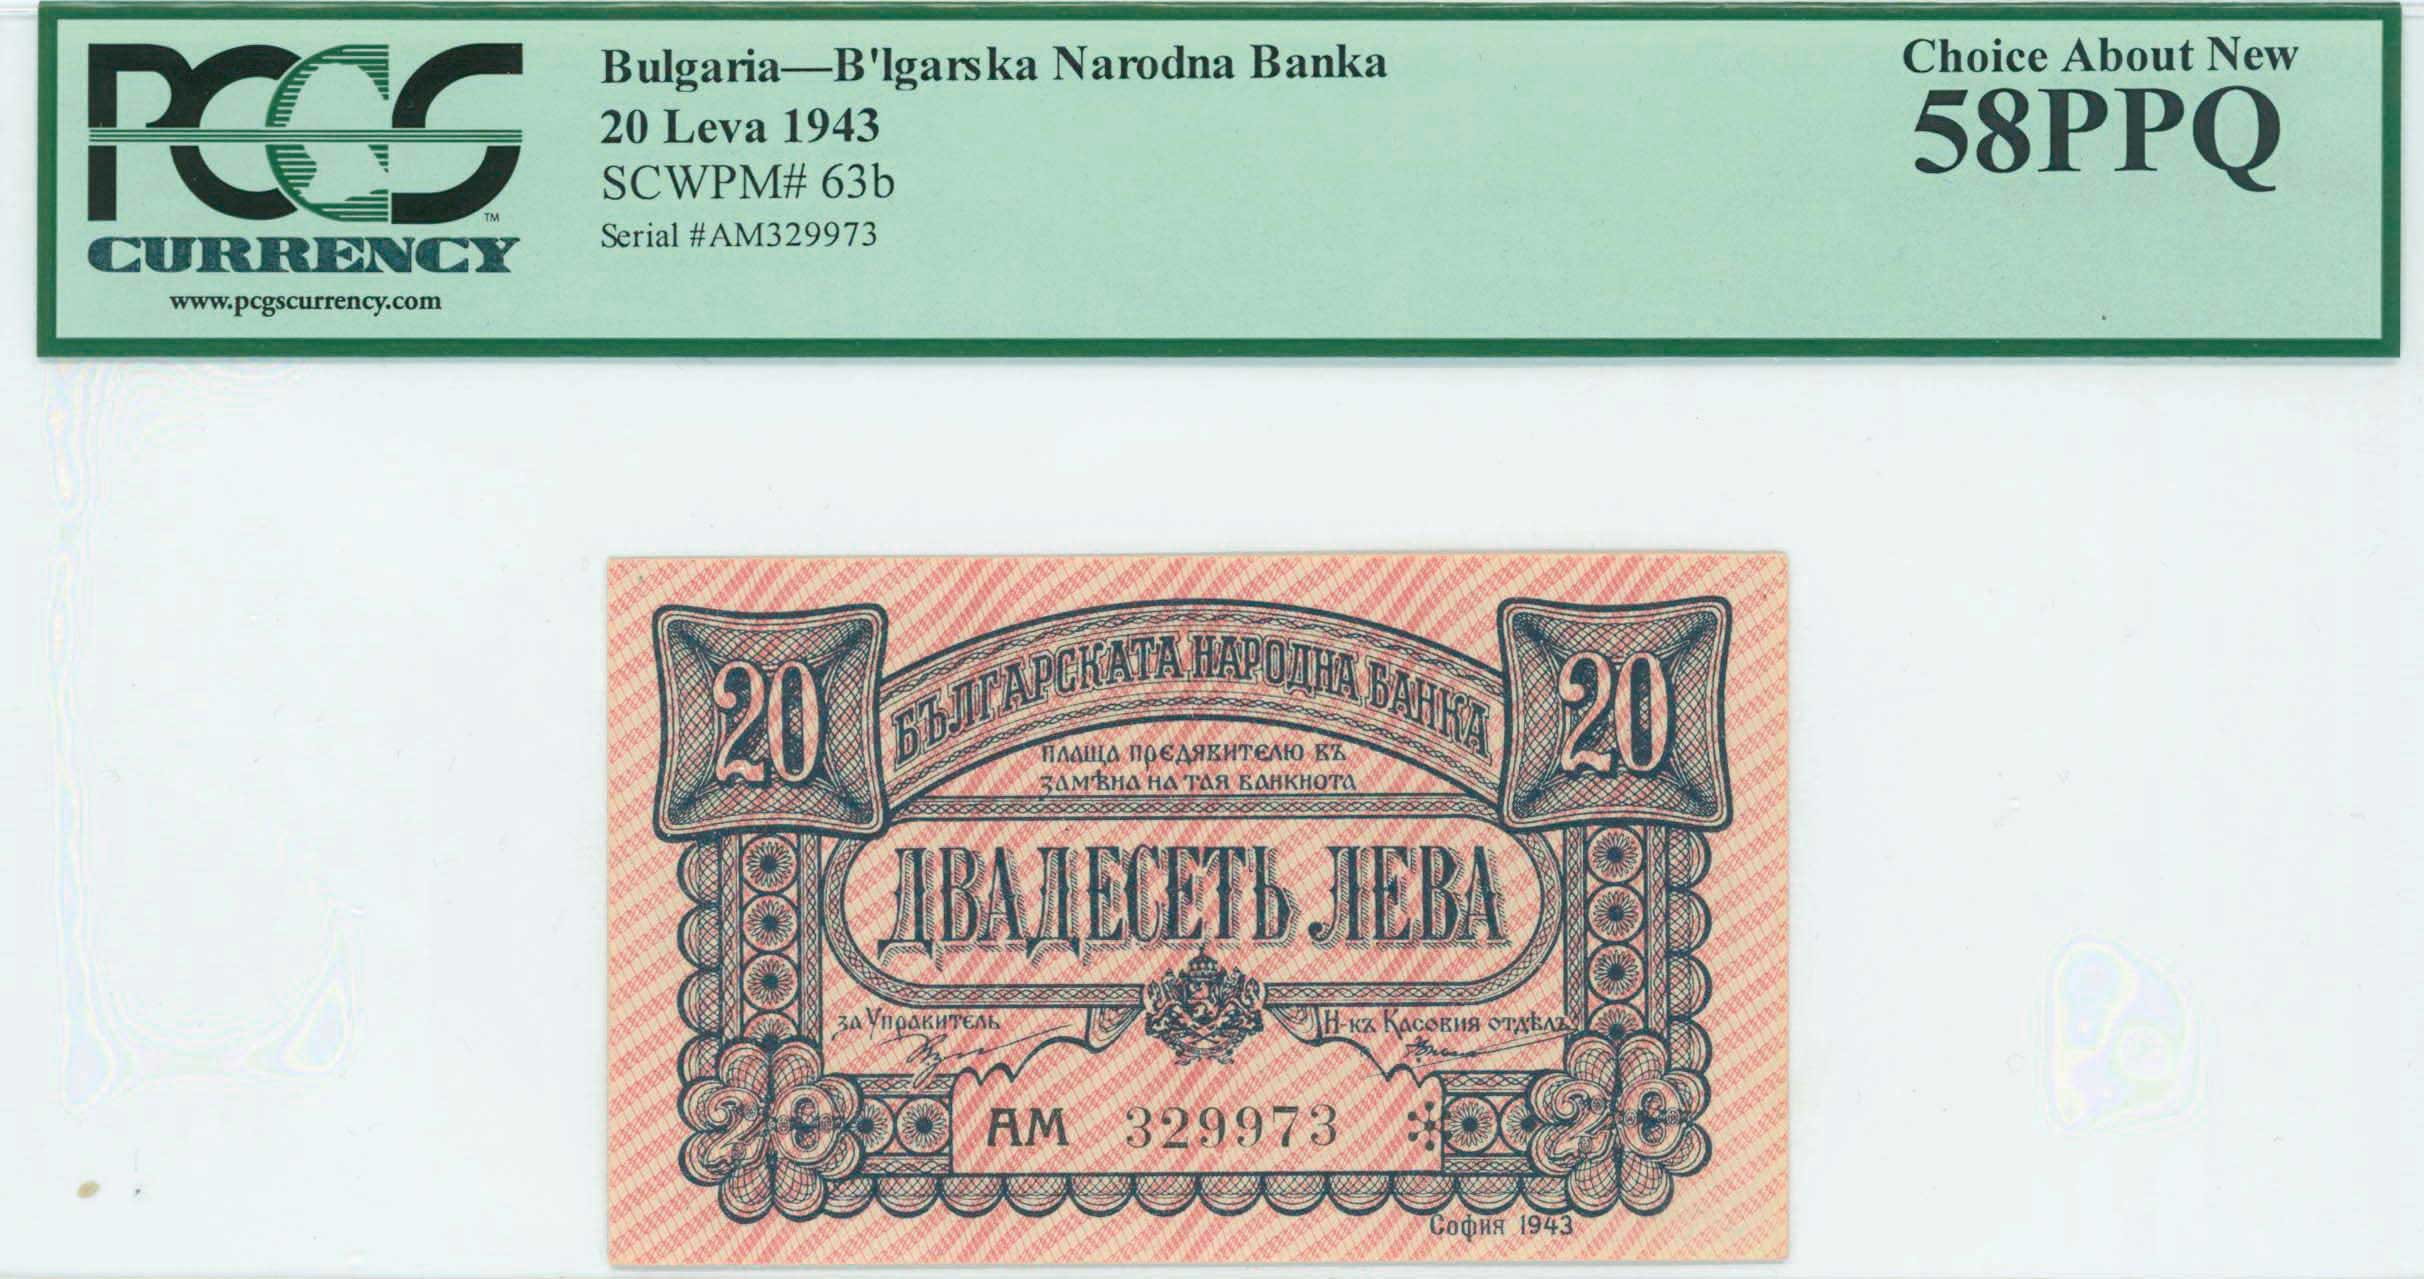 PCGS
™
CURRENCY
www.pcgscurrency.com
Bulgaria—B'lgarska Narodna Banka
20 Leva 1943
SCWPM# 63b
Serial #AM329973
Choice About New
58PPQ
20
БЪЛГАРСКАТА НАРОДНА БАНКА
20
ПЛАЩА ПРЕДЯВИТЕЛЮ ВЪ
ЗАМѢНА НА ТАЯ БАНКНОТА
ДВАДЕСЕТЬ ЛЕВА
за Управитель
Н-къ Касовия отдѣлъ
20
АМ 329973
20
София 1943